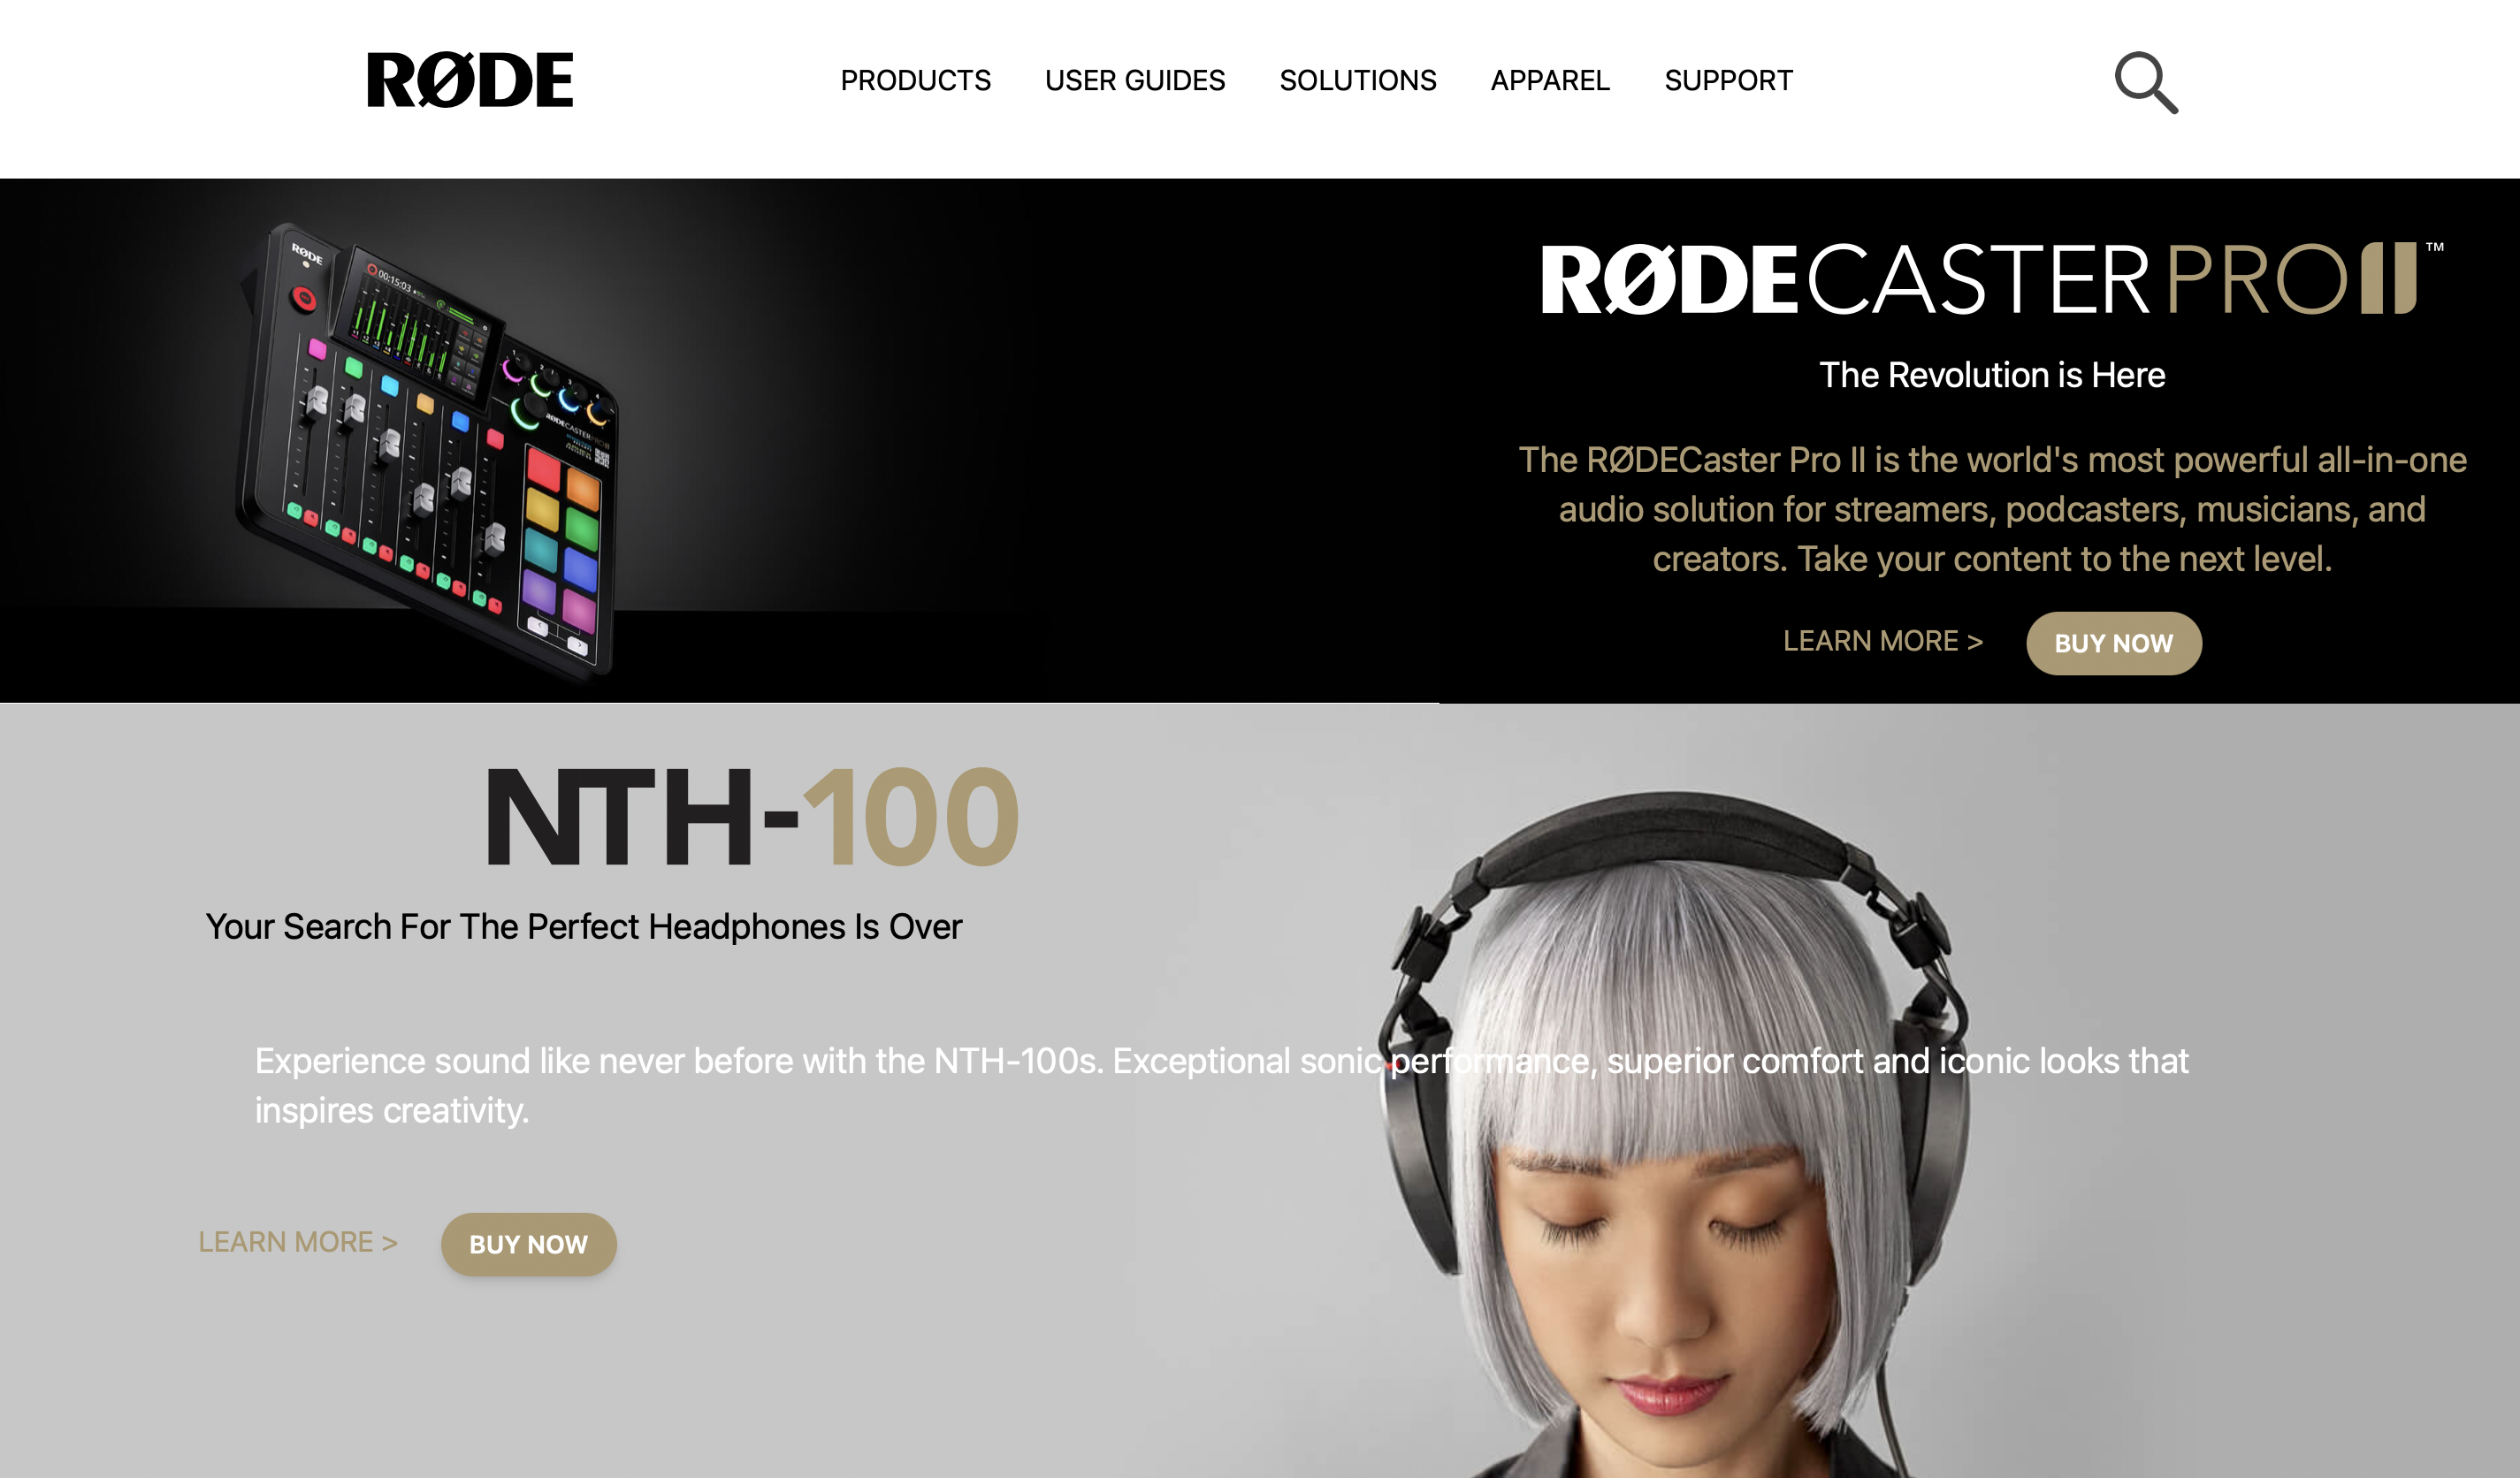 RØDE
PRODUCTS USER GUIDES SOLUTIONS APPAREL SUPPORT
RØDE
00:15:03
RØDECASTERPROII™
The Revolution is Here
The RØDECaster Pro II is the world's most powerful all-in-one
audio solution for streamers, podcasters, musicians, and
creators. Take your content to the next level.
LEARN MORE > BUY NOW
NTH-100
Your Search For The Perfect Headphones Is Over
Experience sound like never before with the NTH-100s. Exceptional sonic performance, superior comfort and iconic looks that
inspires creativity.
LEARN MORE > BUY NOW